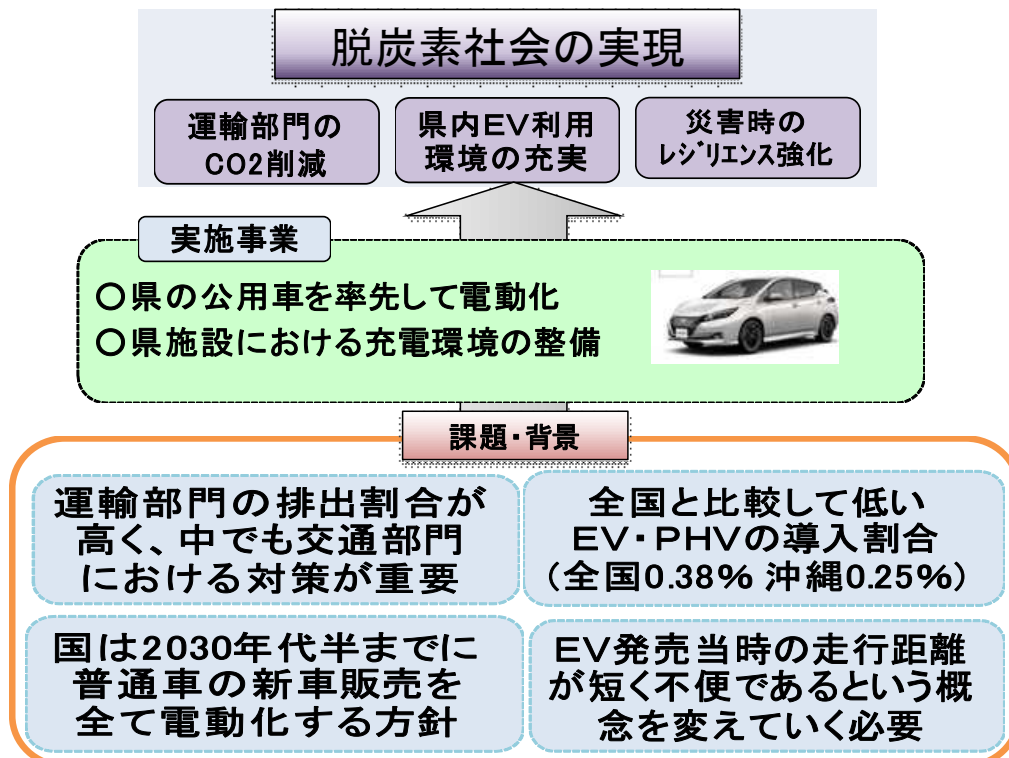 脱炭素社会の実現
運輸部門の
CO2削減
県内EV利用
環境の充実
災害時の
ﾚｼﾞﾘｴﾝｽ強化
実施事業
○県の公用車を率先して電動化
○県施設における充電環境の整備
課題・背景
運輸部門の排出割合が
高く、中でも交通部門
における対策が重要
全国と比較して低い
EV・PHVの導入割合
（全国0.38% 沖縄0.25%）
国は2030年代半までに
普通車の新車販売を
全て電動化する方針
EV発売当時の走行距離
が短く不便であるという概
念を変えていく必要